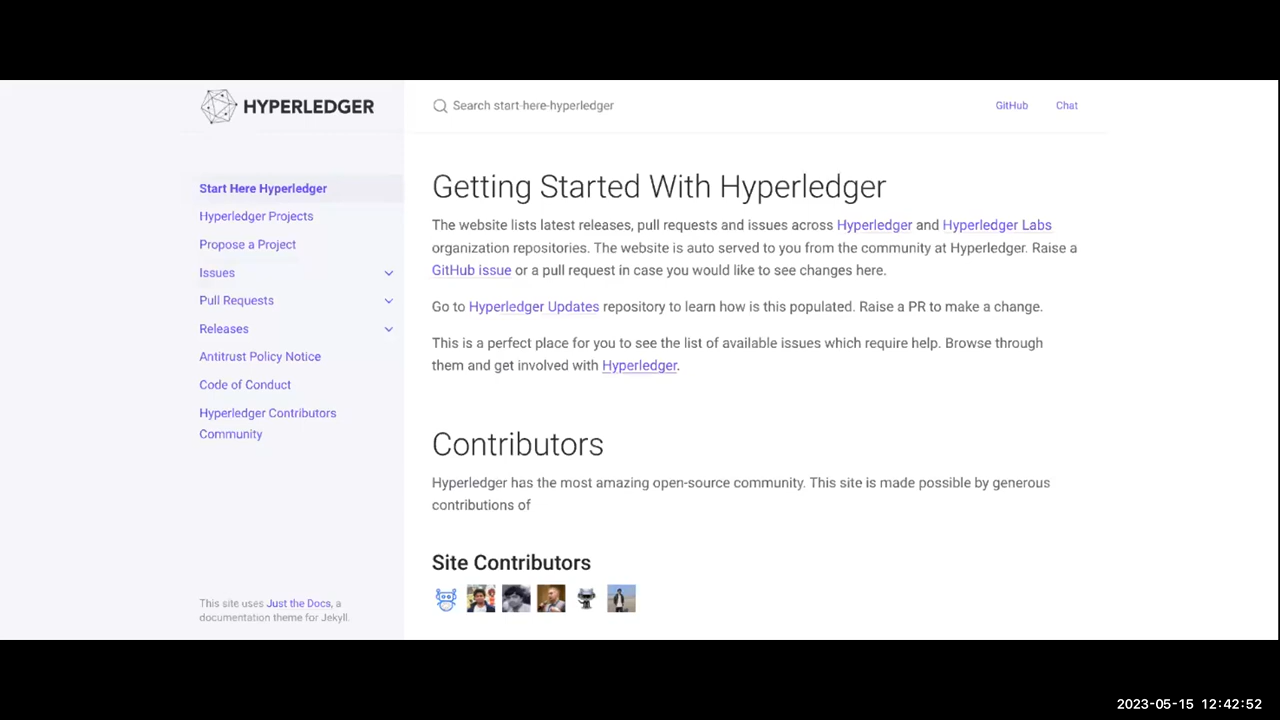 HYPERLEDGER
Search start-here-hyperledger
GitHub
Chat
Start Here Hyperledger
Hyperledger Projects
Propose a Project
Issues
Pull Requests
Releases
Antitrust Policy Notice
Code of Conduct
Hyperledger Contributors
Community
This site uses Just the Docs, a
documentation theme for Jekyll.
Getting Started With Hyperledger
The website lists latest releases, pull requests and issues across Hyperledger and Hyperledger Labs
organization repositories. The website is auto served to you from the community at Hyperledger. Raise a
GitHub issue or a pull request in case you would like to see changes here.
Go to Hyperledger Updates repository to learn how is this populated. Raise a PR to make a change.
This is a perfect place for you to see the list of available issues which require help. Browse through
them and get involved with Hyperledger.
Contributors
Hyperledger has the most amazing open-source community. This site is made possible by generous
contributions of
Site Contributors
2023-05-15 12:42:52